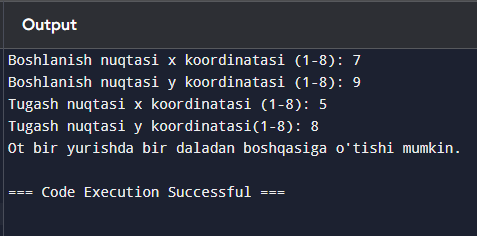 Output
Boshlanish nuqtasi x koordinatasi (1-8): 7
Boshlanish nuqtasi y koordinatasi (1-8): 9
Tugash nuqtasi x koordinatasi (1-8): 5
Tugash nuqtasi y koordinatasi(1-8): 8
Ot bir yurishda bir daladan boshqasiga o'tishi mumkin.
=== Code Execution Successful ===